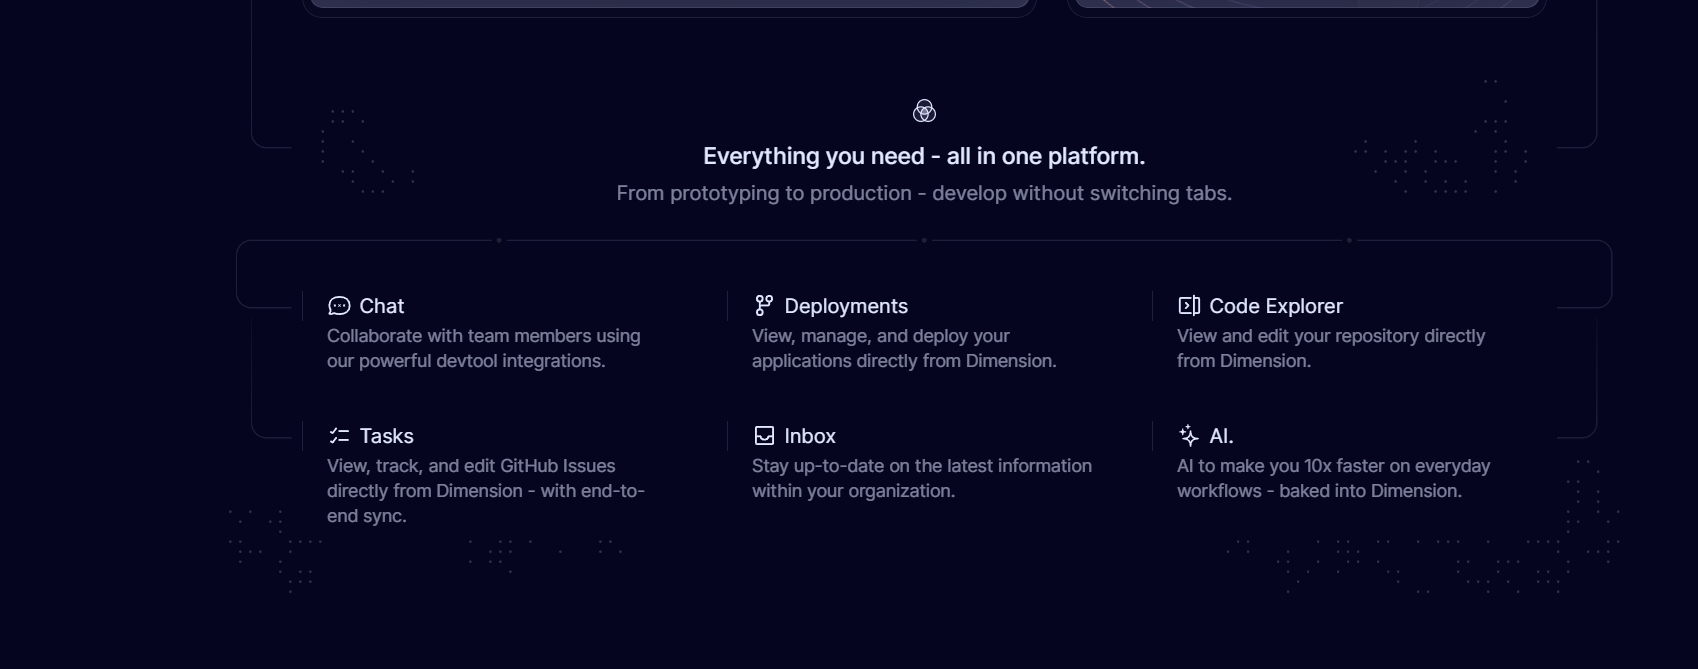 Everything you need - all in one platform.
From prototyping to production - develop without switching tabs.
Chat
Collaborate with team members using
our powerful devtool integrations.
Deployments
View, manage, and deploy your
applications directly from Dimension.
Code Explorer
View and edit your repository directly
from Dimension.
Tasks
View, track, and edit GitHub Issues
directly from Dimension - with end-to-
end sync.
Inbox
Stay up-to-date on the latest information
within your organization.
AI.
AI to make you 10x faster on everyday
workflows - baked into Dimension.